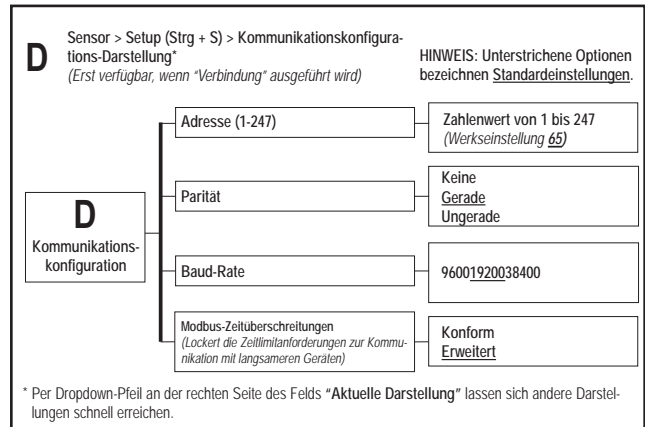 D
Sensor > Setup (Strg + S) > Kommunikationskonfigura-
tions-Darstellung*
(Erst verfügbar, wenn "Verbindung" ausgeführt wird)
HINWEIS: Unterstrichene Optionen
bezeichnen Standardeinstellungen.
Adresse (1-247)
Zahlenwert von 1 bis 247
(Werkseinstellung 65)
Parität
Keine
Gerade
Ungerade
D
Kommunikations-
konfiguration
Baud-Rate
96001920038400
Modbus-Zeitüberschreitungen
(Lockert die Zeitlimitanforderungen zur Kommu-
nikation mit langsameren Geräten)
Konform
Erweitert
* Per Dropdown-Pfeil an der rechten Seite des Felds "Aktuelle Darstellung" lassen sich andere Darstel-
lungen schnell erreichen.